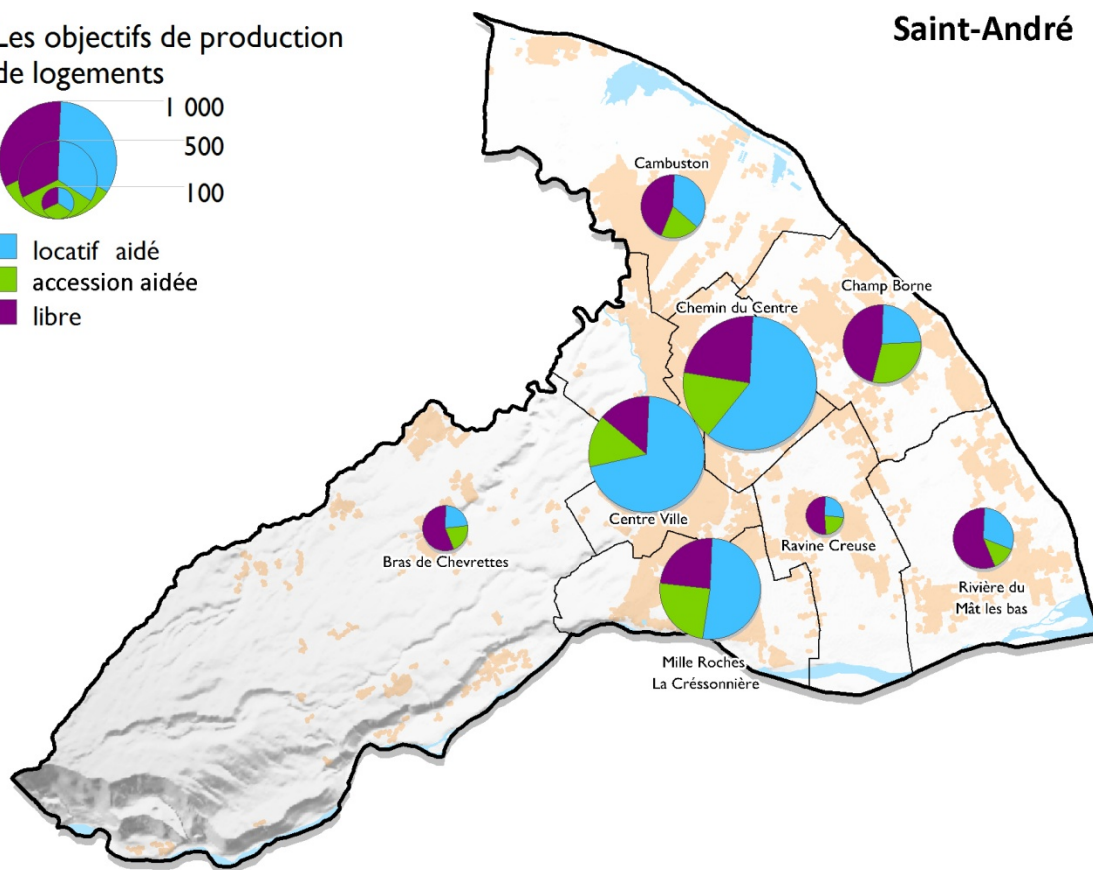 Saint-André
Les objectifs de production
de logements
1 000
500
100
locatif aidé
accession aidée
libre
Cambuston
Champ Borne
Chemin du Centre
Centre Ville
Ravine Creuse
Bras de Chevrettes
Rivière du
Mât les bas
Mille Roches
La Créssonnière